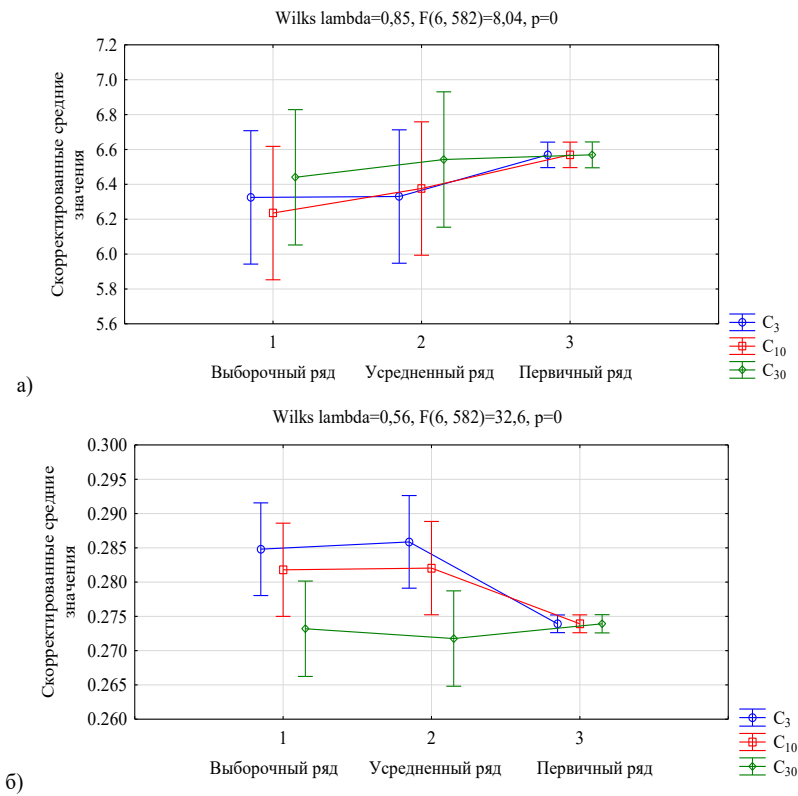 Wilks lambda=0,85, F(6, 582)=8,04, p=0
Скорректированные средние
значения
7.2
7.0
6.8
6.6
6.4
6.2
6.0
5.8
5.6
1 2 3
Выборочный ряд Усредненный ряд Первичный ряд
C₃
C₁₀
C₃₀
а)
Wilks lambda=0,56, F(6, 582)=32,6, p=0
Скорректированные средние
значения
0.300
0.295
0.290
0.285
0.280
0.275
0.270
0.265
0.260
1 2 3
Выборочный ряд Усредненный ряд Первичный ряд
C₃
C₁₀
C₃₀
б)